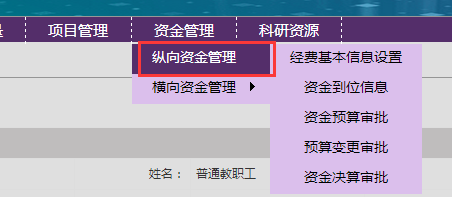 项目管理 资金管理 科研资源
纵向资金管理 经费基本信息设置
横向资金管理 资金到位信息
资金预算审批
预算变更审批
姓名： 普通教职工 资金决算审批